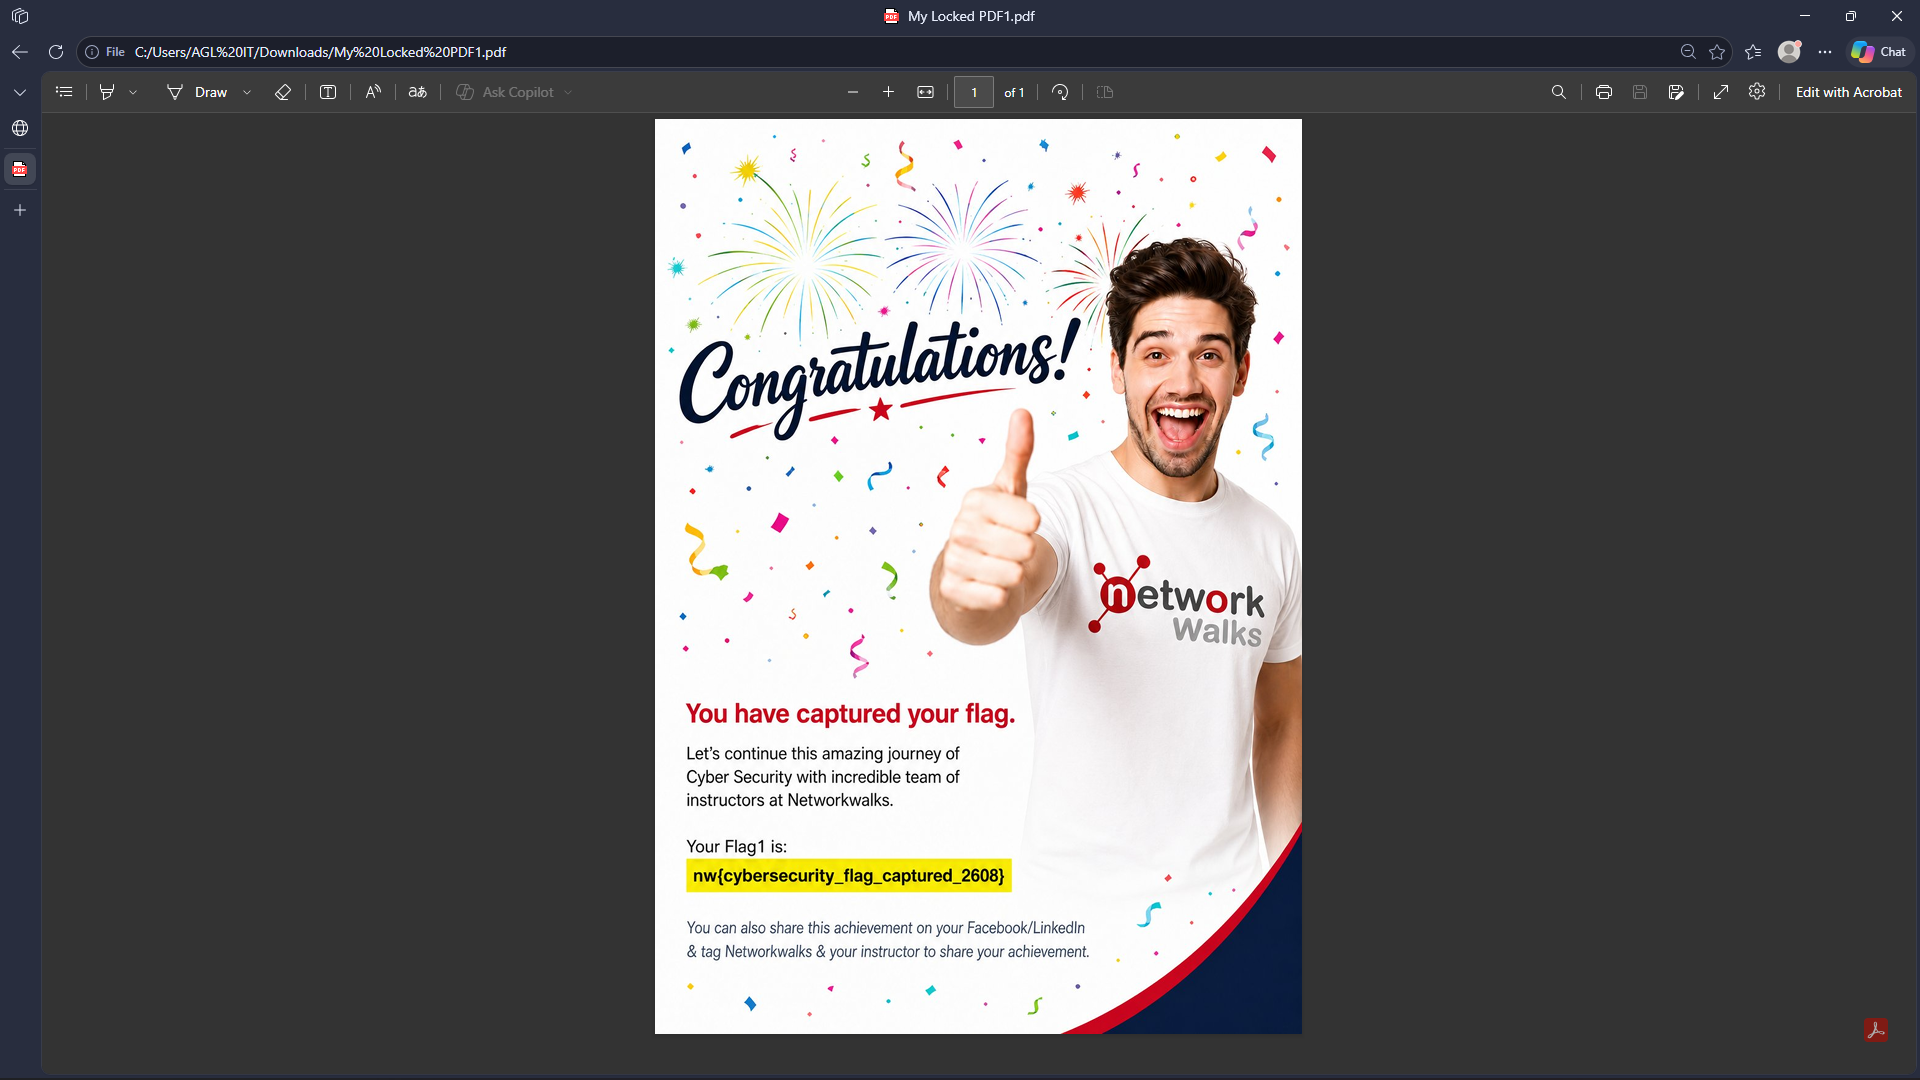 My Locked PDF1.pdf
File C:/Users/AGL%20IT/Downloads/My%20Locked%20PDF1.pdf
Chat
Draw
aあ
Ask Copilot
1 of 1
Edit with Acrobat
Congratulations!
network
Walks
You have captured your flag.
Let's continue this amazing journey of
Cyber Security with incredible team of
instructors at Networkwalks.
Your Flag1 is:
nw{cybersecurity_flag_captured_2608}
You can also share this achievement on your Facebook/LinkedIn
& tag Networkwalks & your instructor to share your achievement.